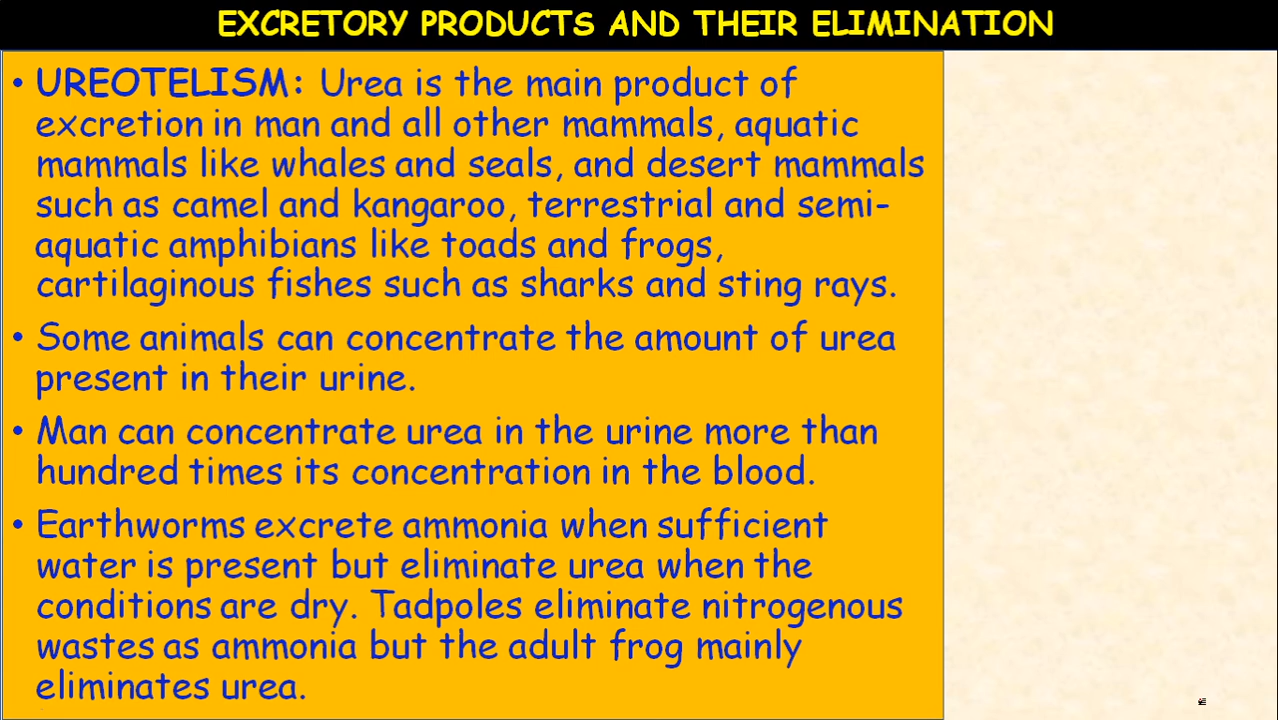 EXCRETORY PRODUCTS AND THEIR ELIMINATION
• UREOTELISM: Urea is the main product of
excretion in man and all other mammals, aquatic
mammals like whales and seals, and desert mammals
such as camel and kangaroo, terrestrial and semi-
aquatic amphibians like toads and frogs,
cartilaginous fishes such as sharks and sting rays.
• Some animals can concentrate the amount of urea
present in their urine.
• Man can concentrate urea in the urine more than
hundred times its concentration in the blood.
• Earthworms excrete ammonia when sufficient
water is present but eliminate urea when the
conditions are dry. Tadpoles eliminate nitrogenous
wastes as ammonia but the adult frog mainly
eliminates urea.